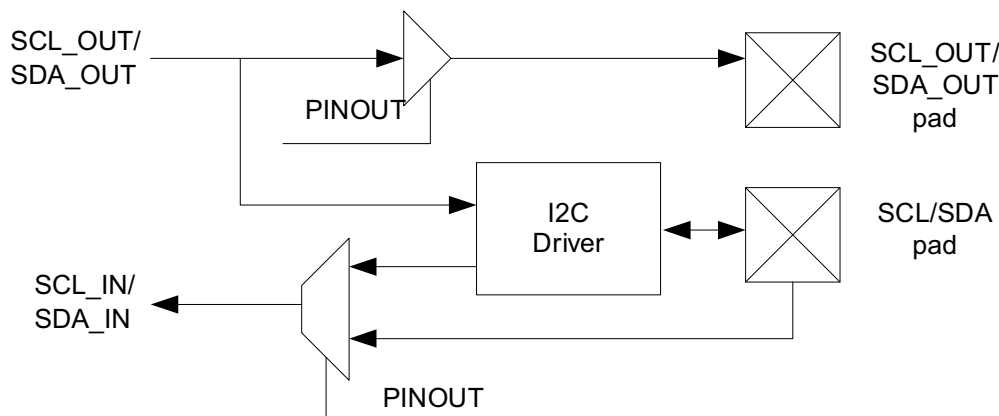 SCL_OUT/
SDA_OUT
PINOUT
SCL_OUT/
SDA_OUT
pad
I2C
Driver
SCL/SDA
pad
SCL_IN/
SDA_IN
PINOUT